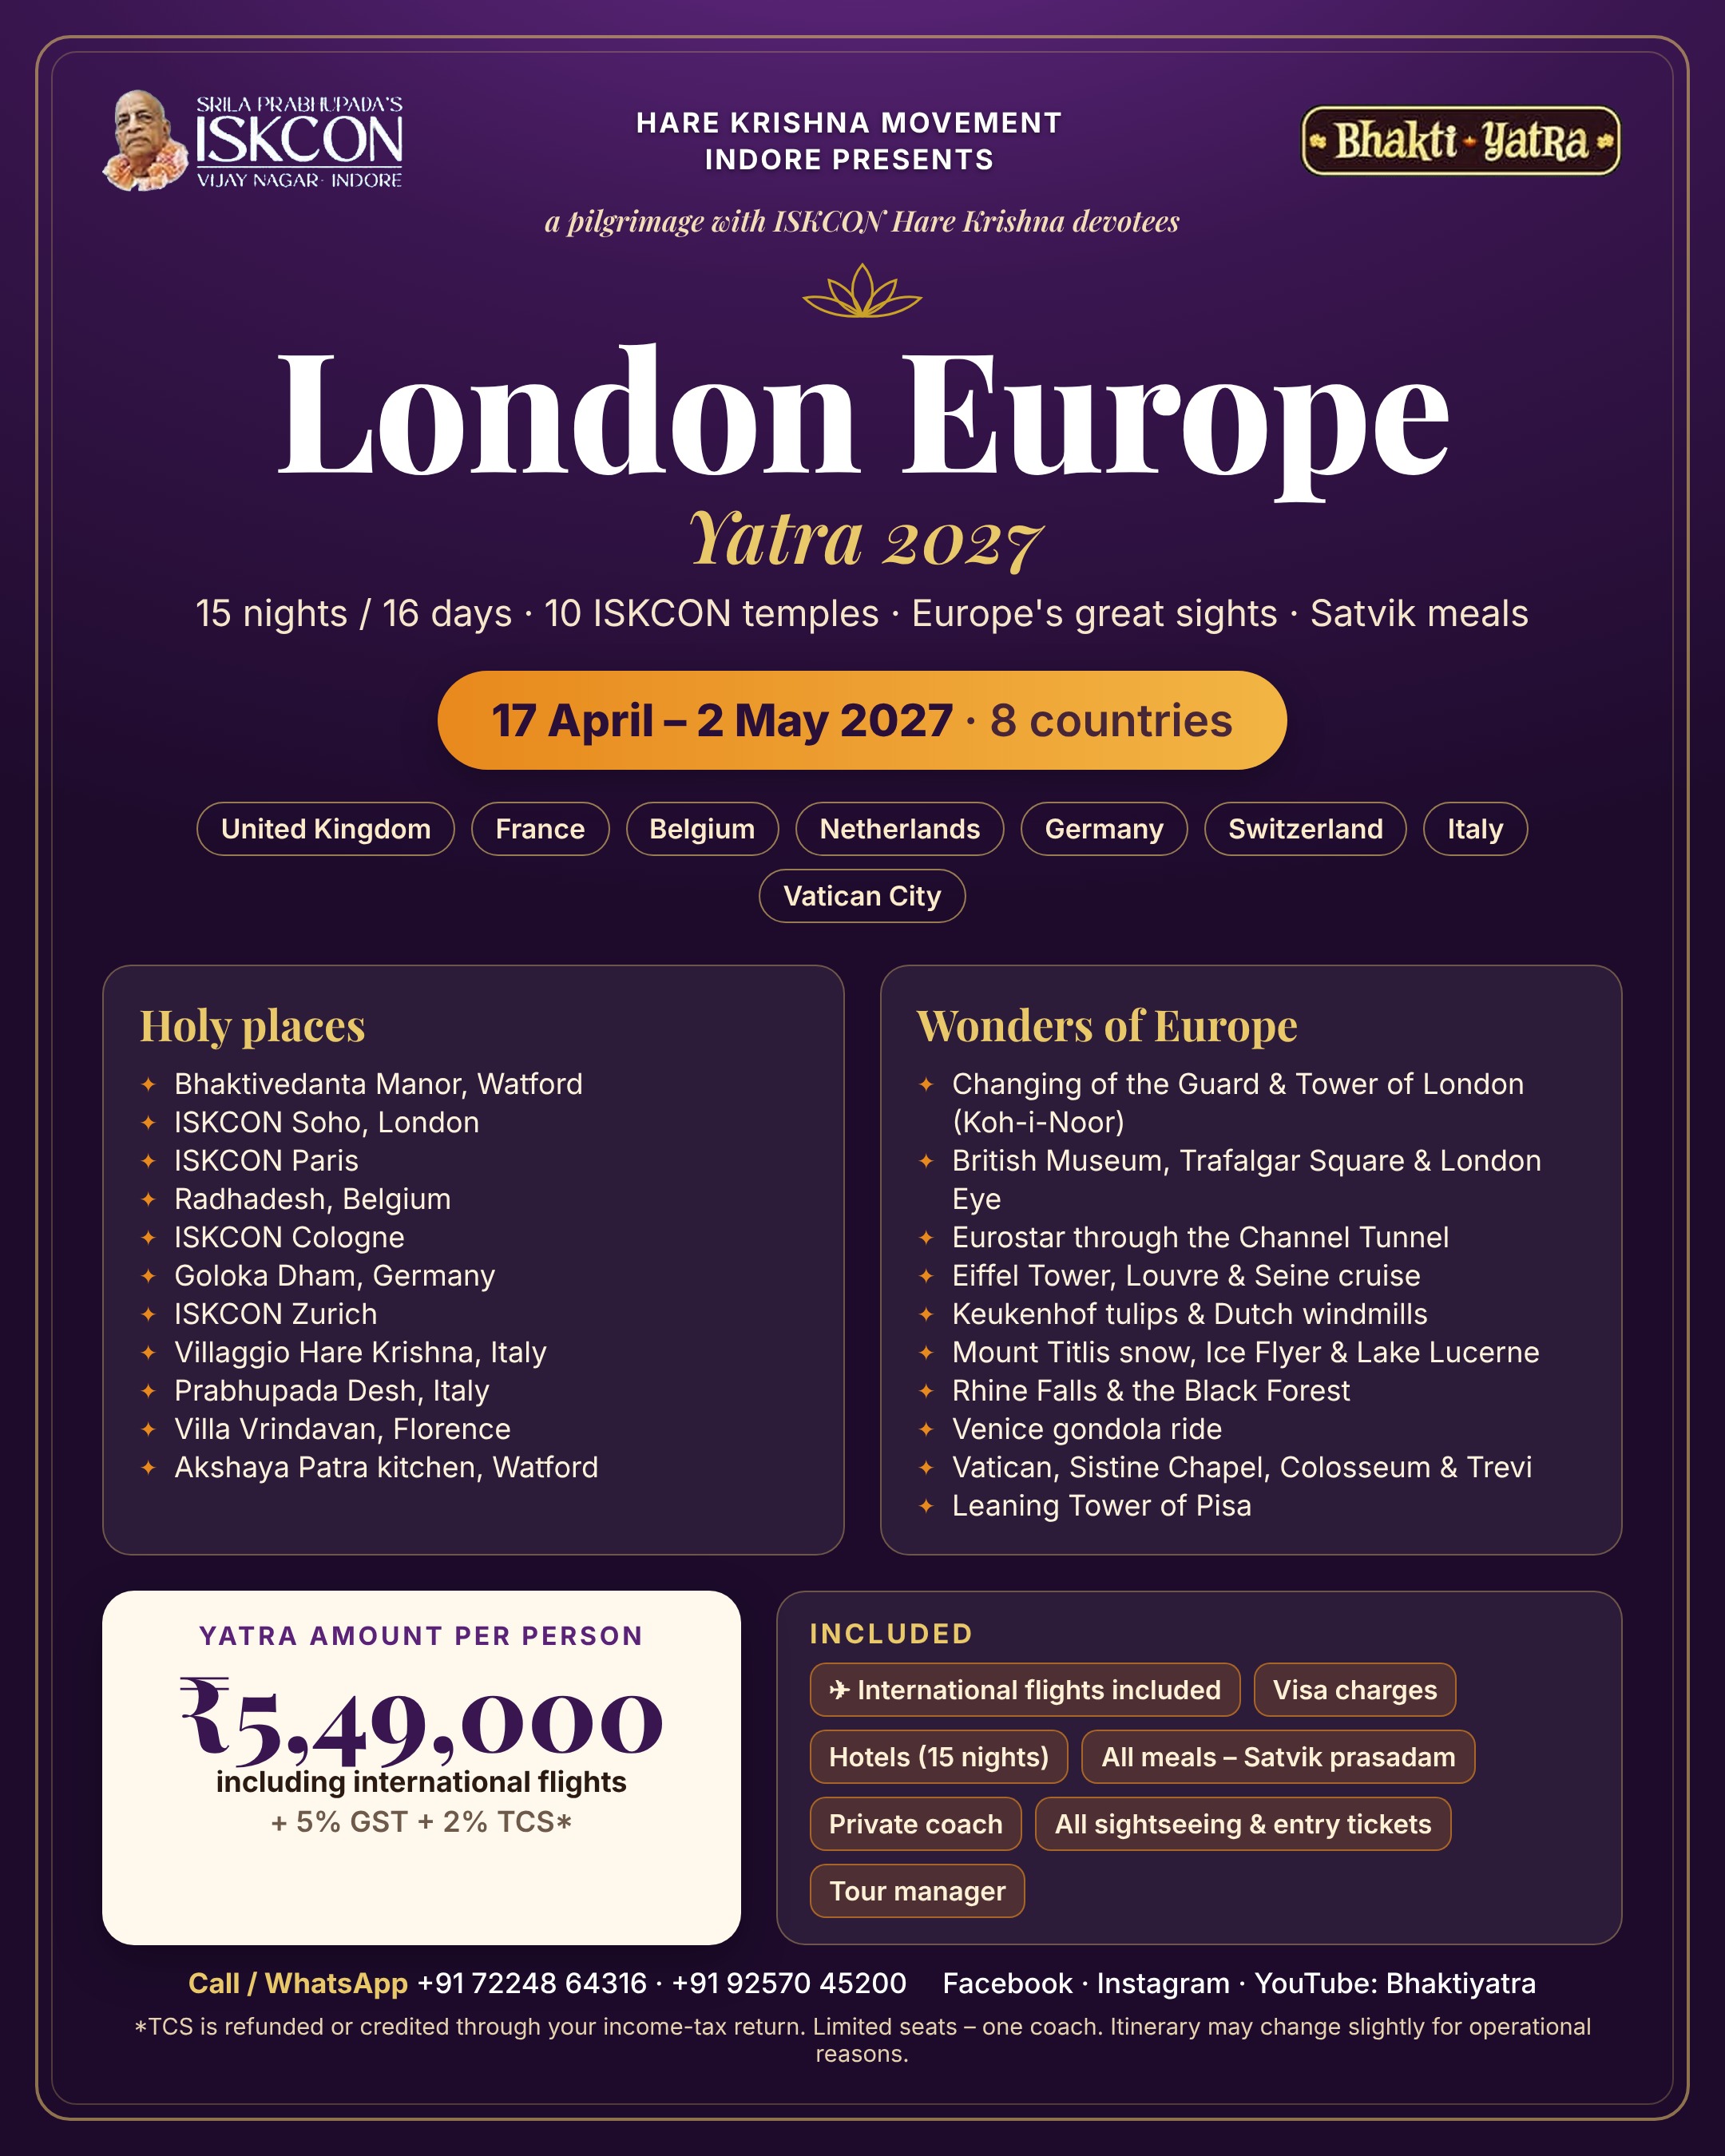 SRILA PRABHUPADA'S
ISKCON
VIJAY NAGAR · INDORE
HARE KRISHNA MOVEMENT
INDORE PRESENTS
Bhakti · Yatra
a pilgrimage with ISKCON Hare Krishna devotees
London Europe
Yatra 2027
15 nights / 16 days · 10 ISKCON temples · Europe's great sights · Satvik meals
17 April – 2 May 2027 · 8 countries
United Kingdom France Belgium Netherlands Germany Switzerland Italy
Vatican City
Holy places
✦ Bhaktivedanta Manor, Watford
✦ ISKCON Soho, London
✦ ISKCON Paris
✦ Radhadesh, Belgium
✦ ISKCON Cologne
✦ Goloka Dham, Germany
✦ ISKCON Zurich
✦ Villaggio Hare Krishna, Italy
✦ Prabhupada Desh, Italy
✦ Villa Vrindavan, Florence
✦ Akshaya Patra kitchen, Watford
Wonders of Europe
✦ Changing of the Guard & Tower of London
(Koh-i-Noor)
✦ British Museum, Trafalgar Square & London
Eye
✦ Eurostar through the Channel Tunnel
✦ Eiffel Tower, Louvre & Seine cruise
✦ Keukenhof tulips & Dutch windmills
✦ Mount Titlis snow, Ice Flyer & Lake Lucerne
✦ Rhine Falls & the Black Forest
✦ Venice gondola ride
✦ Vatican, Sistine Chapel, Colosseum & Trevi
✦ Leaning Tower of Pisa
YATRA AMOUNT PER PERSON
₹5,49,000
including international flights
+ 5% GST + 2% TCS*
INCLUDED
✈ International flights included Visa charges
Hotels (15 nights) All meals – Satvik prasadam
Private coach All sightseeing & entry tickets
Tour manager
Call / WhatsApp +91 72248 64316 · +91 92570 45200 Facebook · Instagram · YouTube: Bhaktiyatra
*TCS is refunded or credited through your income-tax return. Limited seats – one coach. Itinerary may change slightly for operational
reasons.